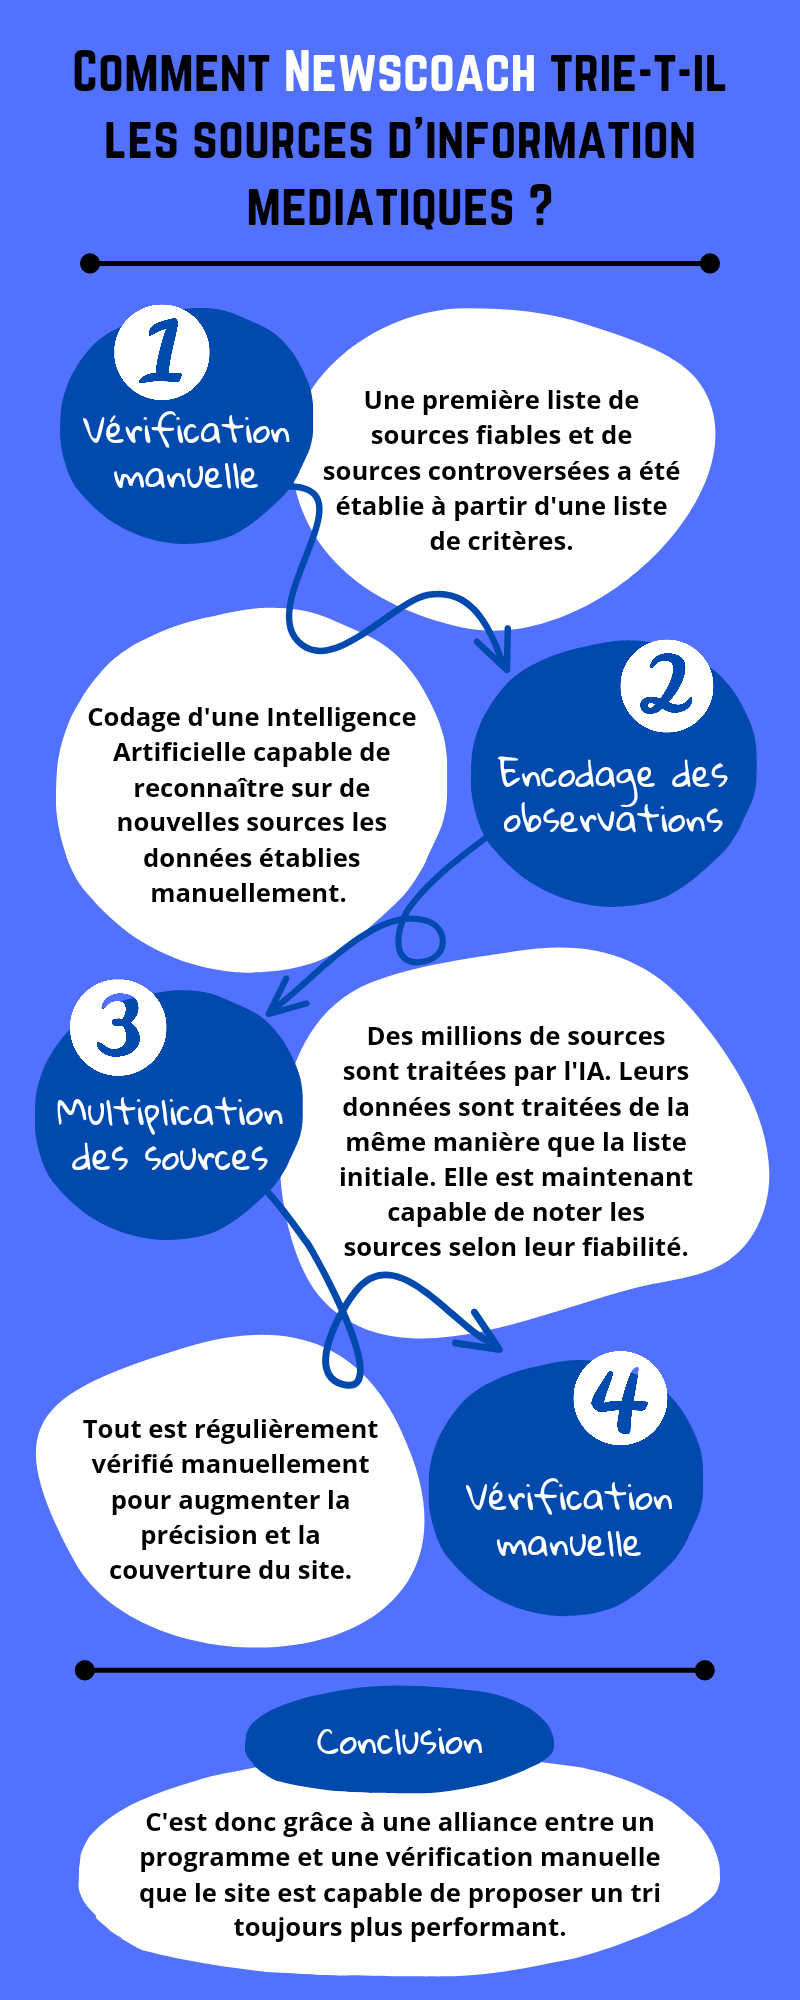 Comment Newscoach trie-t-il
les sources d'information
mediatiques ?
1
Vérification
manuelle
Une première liste de
sources fiables et de
sources controversées a été
établie à partir d'une liste
de critères.
2
Encodage des
observations
Codage d'une Intelligence
Artificielle capable de
reconnaître sur de
nouvelles sources les
données établies
manuellement.
3
Multiplication
des sources
Des millions de sources
sont traitées par l'IA. Leurs
données sont traitées de la
même manière que la liste
initiale. Elle est maintenant
capable de noter les
sources selon leur fiabilité.
4
Vérification
manuelle
Tout est régulièrement
vérifié manuellement
pour augmenter la
précision et la
couverture du site.
Conclusion
C'est donc grâce à une alliance entre un
programme et une vérification manuelle
que le site est capable de proposer un tri
toujours plus performant.